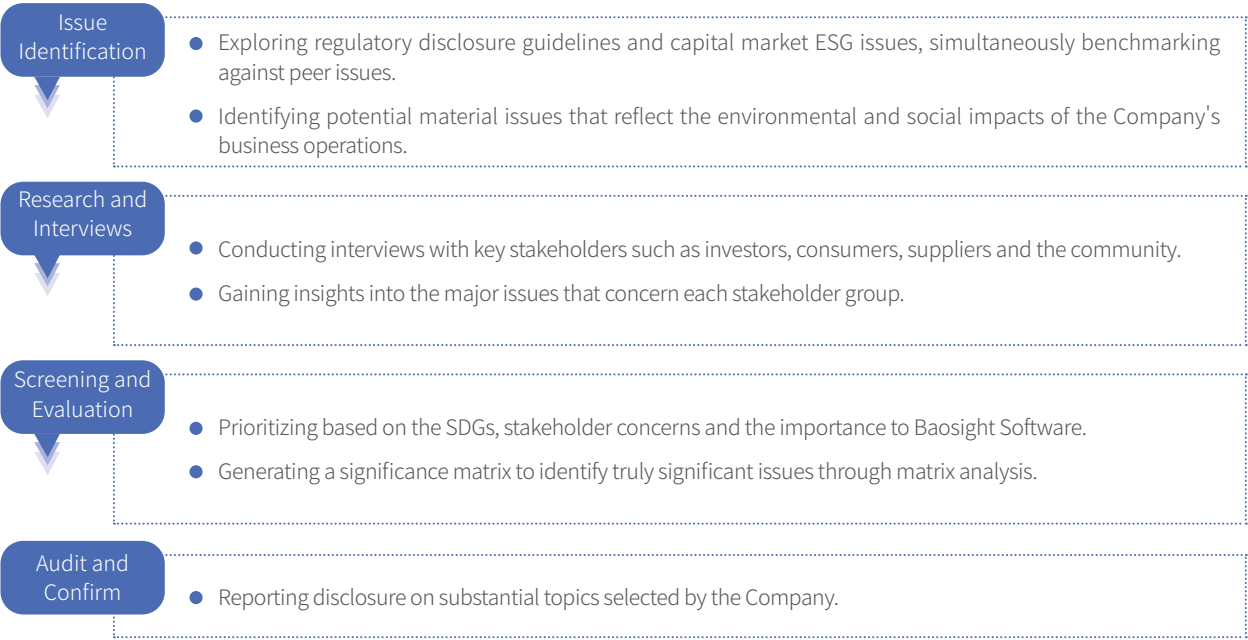 Issue
Identification
● Exploring regulatory disclosure guidelines and capital market ESG issues, simultaneously benchmarking
against peer issues.
● Identifying potential material issues that reflect the environmental and social impacts of the Company's
business operations.
Research and
Interviews
● Conducting interviews with key stakeholders such as investors, consumers, suppliers and the community.
● Gaining insights into the major issues that concern each stakeholder group.
Screening and
Evaluation
● Prioritizing based on the SDGs, stakeholder concerns and the importance to Baosight Software.
● Generating a significance matrix to identify truly significant issues through matrix analysis.
Audit and
Confirm
● Reporting disclosure on substantial topics selected by the Company.